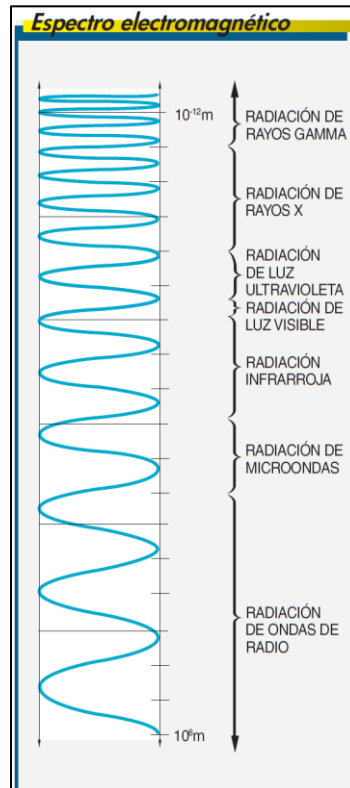 Espectro electromagnético
10⁻¹²m
RADIACIÓN DE
RAYOS GAMMA
RADIACIÓN DE
RAYOS X
RADIACIÓN
DE LUZ
ULTRAVIOLETA
RADIACIÓN DE
LUZ VISIBLE
RADIACIÓN
INFRARROJA
RADIACIÓN DE
MICROONDAS
RADIACIÓN
DE ONDAS DE
RADIO
10⁶m